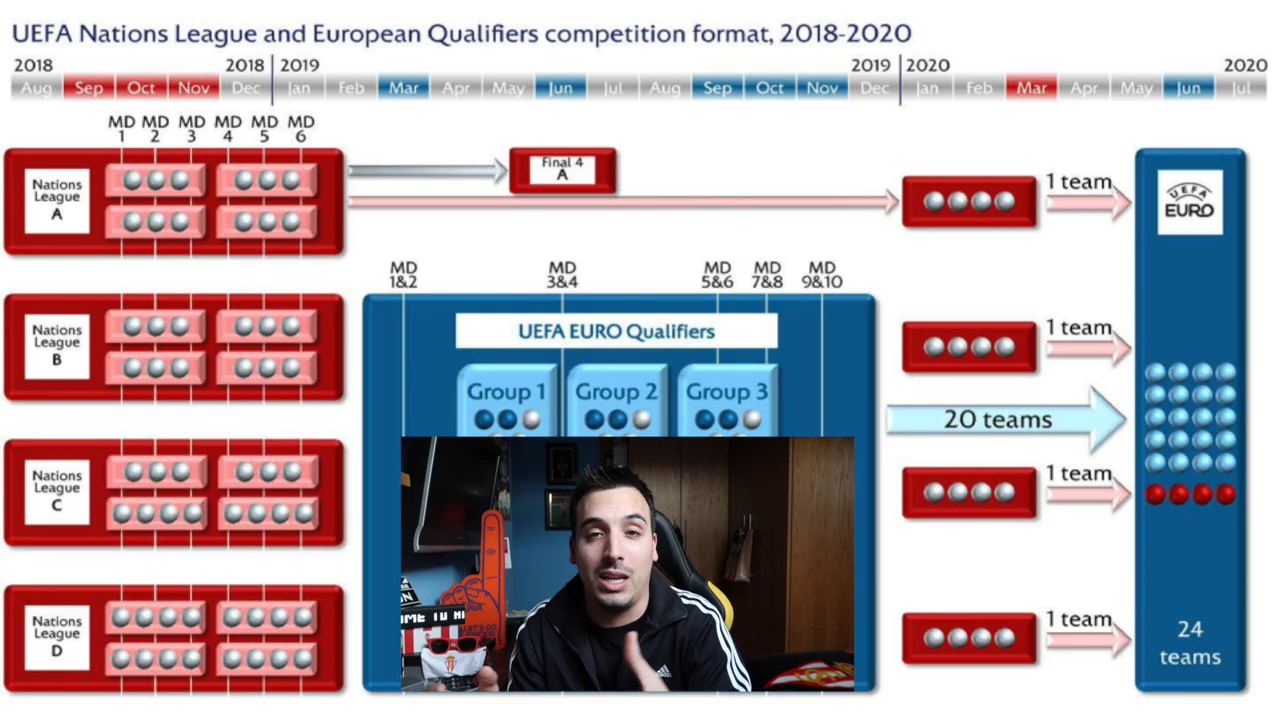 UEFA Nations League and European Qualifiers competition format, 2018-2020
2018 2018 2019 2019 2020 2020
Aug Sep Oct Nov Dec Jan Feb Mar Apr May Jun Jul Aug Sep Oct Nov Dec Jan Feb Mar Apr May Jun Jul
MD 1
MD 2
MD 3
MD 4
MD 5
MD 6
Nations League A
Final 4 A
1 team
UEFA EURO
MD 1&2
MD 3&4
MD 5&6
MD 7&8
MD 9&10
Nations League B
UEFA EURO Qualifiers
1 team
Group 1
Group 2
Group 3
20 teams
Nations League C
1 team
Nations League D
1 team
24 teams
adidas